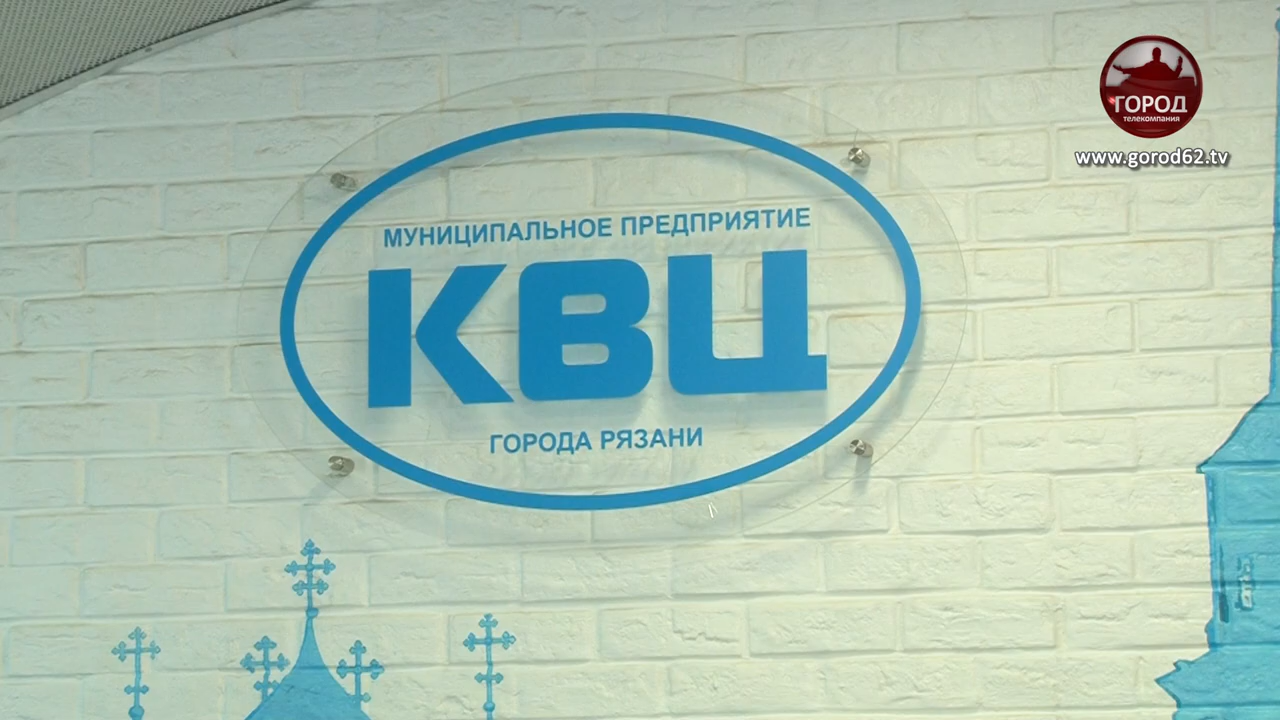 ГОРОД
телекомпания
www.gorod62.tv
МУНИЦИПАЛЬНОЕ ПРЕДПРИЯТИЕ
КВЦ
ГОРОДА РЯЗАНИ